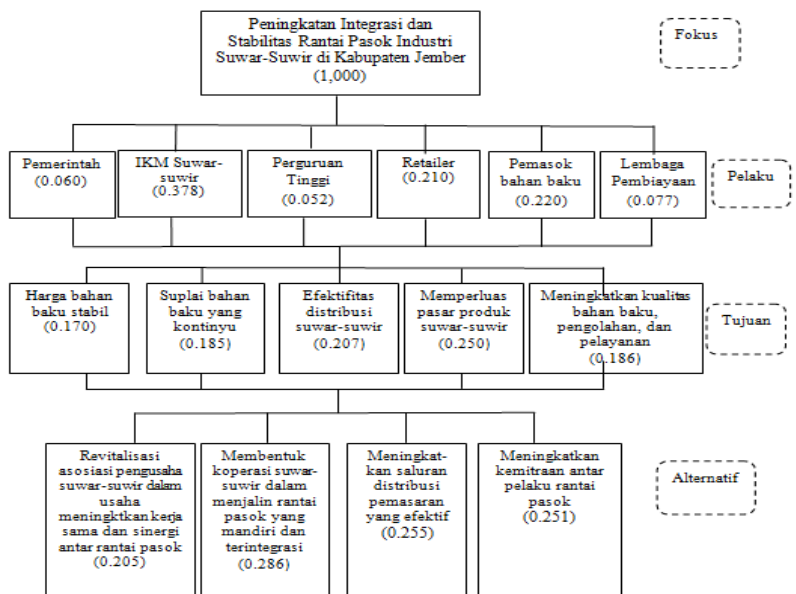 Peningkatan Integrasi dan
Stabilitas Rantai Pasok Industri
Suwar-Suwir di Kabupaten Jember
(1,000)
Fokus
Pemerintah
(0.060)
IKM Suwar-
suwir
(0.378)
Perguruan
Tinggi
(0.052)
Retailer
(0.210)
Pemasok
bahan baku
(0.220)
Lembaga
Pembiayaan
(0.077)
Pelaku
Harga bahan
baku stabil
(0.170)
Suplai bahan
baku yang
kontinyu
(0.185)
Efektifitas
distribusi
suwar-suwir
(0.207)
Memperluas
pasar produk
suwar-suwir
(0.250)
Meningkatkan kualitas
bahan baku,
pengolahan, dan
pelayanan
(0.186)
Tujuan
Revitalisasi
asosiasi pengusaha
suwar-suwir dalam
usaha
meningktkan kerja
sama dan sinergi
antar rantai pasok
(0.205)
Membentuk
koperasi suwar-
suwir dalam
menjalin rantai
pasok yang
mandiri dan
terintegrasi
(0.286)
Meningkat-
kan saluran
distribusi
pemasaran
yang efektif
(0.255)
Meningkatkan
kemitraan antar
pelaku rantai
pasok
(0.251)
Alternatif